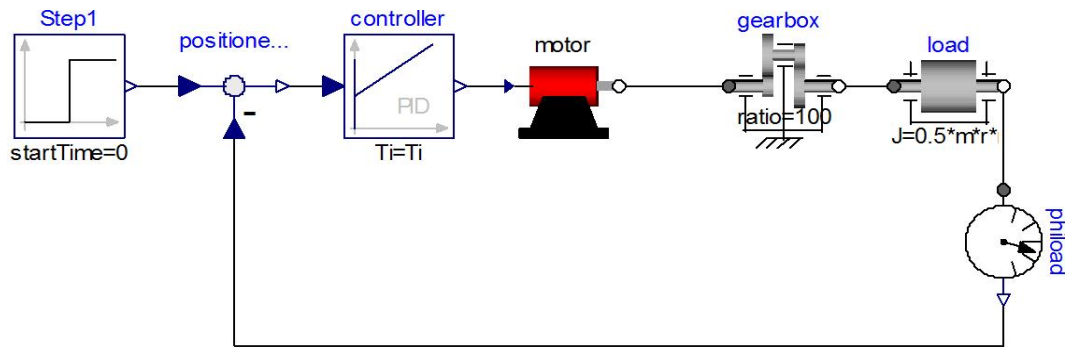 Step1
positione...
controller
motor
gearbox
load
-
PID
ratio=100
startTime=0
Ti=Ti
J=0.5*m*r*
phiload